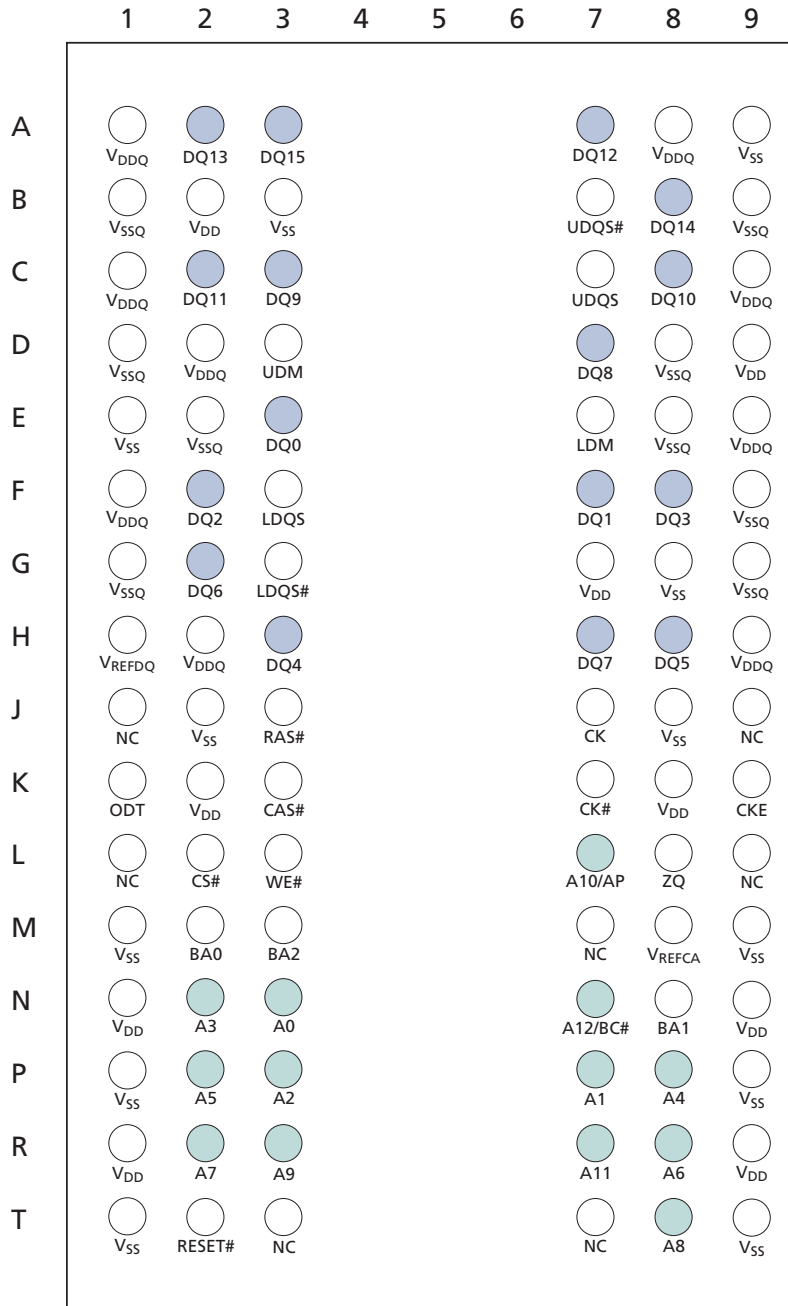 1 2 3 4 5 6 7 8 9
A
VDDQ DQ13 DQ15 DQ12 VDDQ VSS
B
VSSQ VDD VSS UDQS# DQ14 VSSQ
C
VDDQ DQ11 DQ9 UDQS DQ10 VDDQ
D
VSSQ VDDQ UDM DQ8 VSSQ VDD
E
VSS VSSQ DQ0 LDM VSSQ VDDQ
F
VDDQ DQ2 LDQS DQ1 DQ3 VSSQ
G
VSSQ DQ6 LDQS# VDD VSS VSSQ
H
VREFDQ VDDQ DQ4 DQ7 DQ5 VDDQ
J
NC VSS RAS# CK VSS NC
K
ODT VDD CAS# CK# VDD CKE
L
NC CS# WE# A10/AP ZQ NC
M
VSS BA0 BA2 NC VREFCA VSS
N
VDD A3 A0 A12/BC# BA1 VDD
P
VSS A5 A2 A1 A4 VSS
R
VDD A7 A9 A11 A6 VDD
T
VSS RESET# NC NC A8 VSS